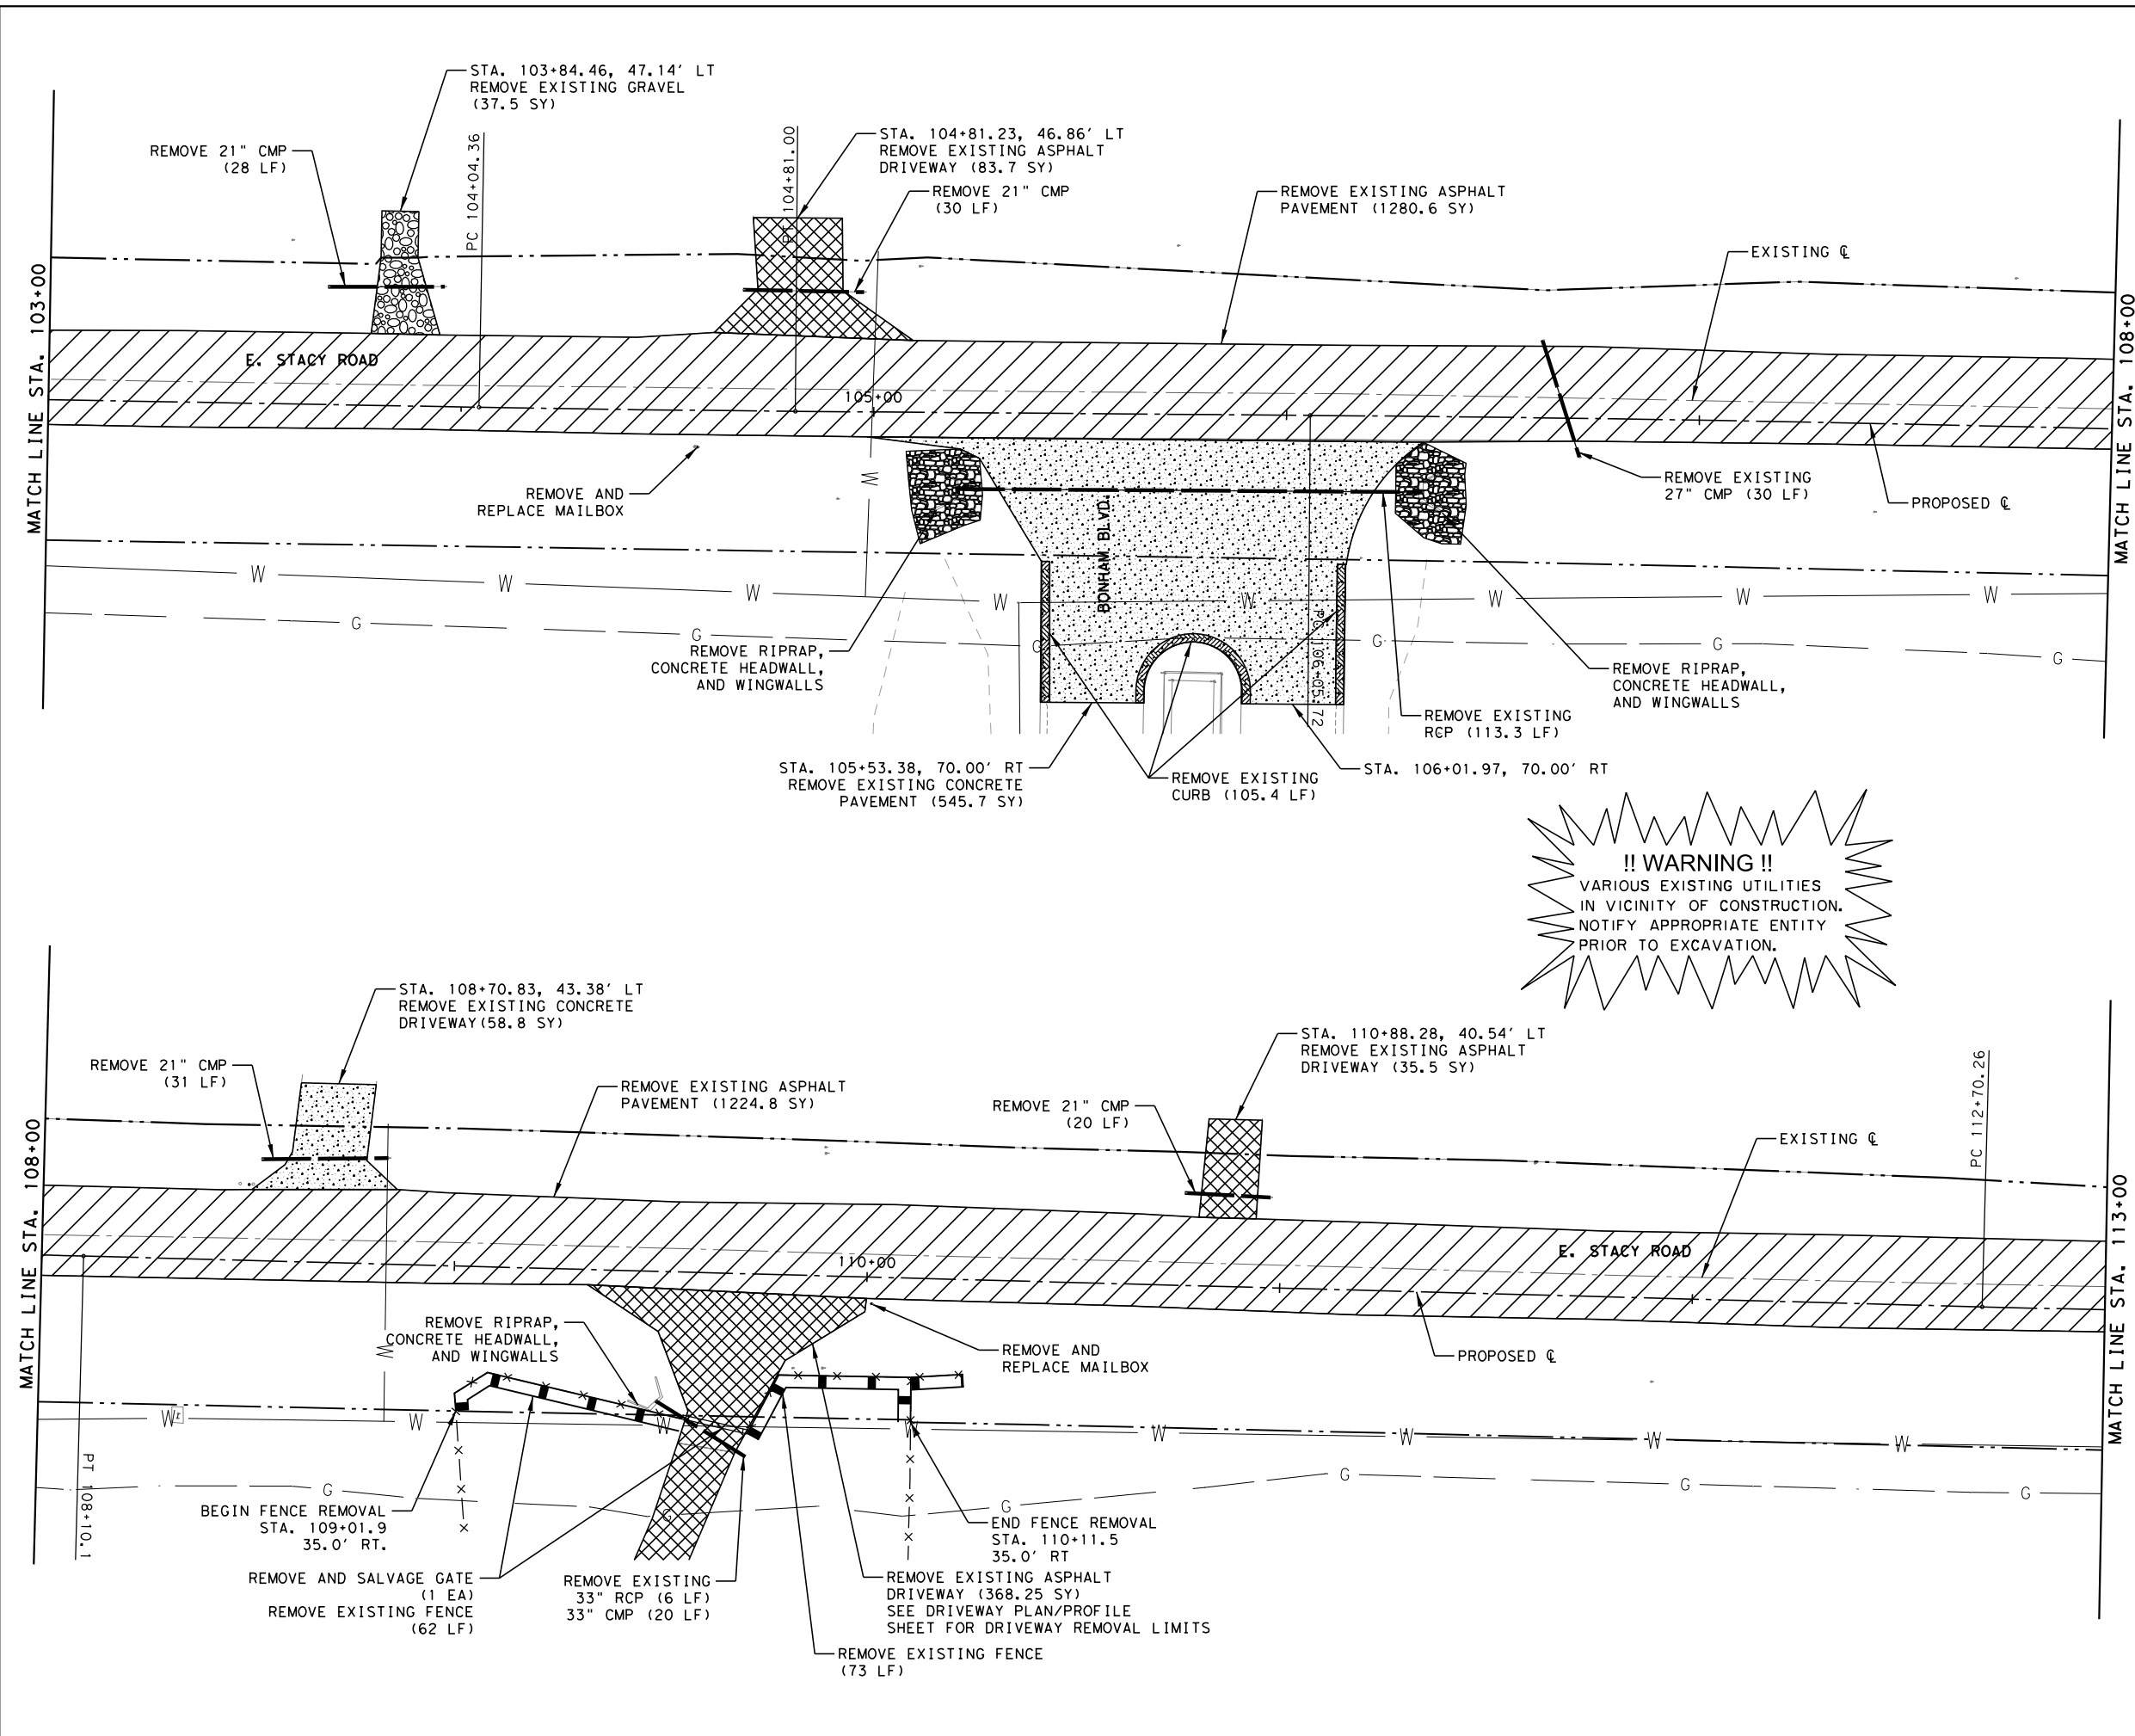 STA. 103+84.46, 47.14' LT
REMOVE EXISTING GRAVEL
(37.5 SY)
REMOVE 21" CMP
(28 LF)
PC 104+04.36
PT 104+81.00
STA. 104+81.23, 46.86' LT
REMOVE EXISTING ASPHALT
DRIVEWAY (83.7 SY)
REMOVE 21" CMP
(30 LF)
REMOVE EXISTING ASPHALT
PAVEMENT (1280.6 SY)
EXISTING ℄
MATCH LINE STA. 103+00
MATCH LINE STA. 108+00
E. STACY ROAD
105+00
REMOVE AND
REPLACE MAILBOX
W
BONHAM BLVD.
REMOVE EXISTING
27" CMP (30 LF)
PROPOSED ℄
W W W W W W W W
G G G G G G
PC 106+05.72
REMOVE RIPRAP,
CONCRETE HEADWALL,
AND WINGWALLS
REMOVE RIPRAP,
CONCRETE HEADWALL,
AND WINGWALLS
REMOVE EXISTING
RCP (113.3 LF)
STA. 105+53.38, 70.00' RT
REMOVE EXISTING CONCRETE
PAVEMENT (545.7 SY)
REMOVE EXISTING
CURB (105.4 LF)
STA. 106+01.97, 70.00' RT
!! WARNING !!
VARIOUS EXISTING UTILITIES
IN VICINITY OF CONSTRUCTION.
NOTIFY APPROPRIATE ENTITY
PRIOR TO EXCAVATION.
STA. 108+70.83, 43.38' LT
REMOVE EXISTING CONCRETE
DRIVEWAY(58.8 SY)
REMOVE 21" CMP
(31 LF)
REMOVE EXISTING ASPHALT
PAVEMENT (1224.8 SY)
REMOVE 21" CMP
(20 LF)
STA. 110+88.28, 40.54' LT
REMOVE EXISTING ASPHALT
DRIVEWAY (35.5 SY)
EXISTING ℄
PC 112+70.26
MATCH LINE STA. 108+00
MATCH LINE STA. 113+00
110+00
E. STACY ROAD
REMOVE RIPRAP,
CONCRETE HEADWALL,
AND WINGWALLS
W
REMOVE AND
REPLACE MAILBOX
PROPOSED ℄
W W W W W W W W
G G G G G G
PT 108+10.1
BEGIN FENCE REMOVAL
STA. 109+01.9
35.0' RT.
END FENCE REMOVAL
STA. 110+11.5
35.0' RT
REMOVE AND SALVAGE GATE
(1 EA)
REMOVE EXISTING FENCE
(62 LF)
REMOVE EXISTING
33" RCP (6 LF)
33" CMP (20 LF)
REMOVE EXISTING ASPHALT
DRIVEWAY (368.25 SY)
SEE DRIVEWAY PLAN/PROFILE
SHEET FOR DRIVEWAY REMOVAL LIMITS
REMOVE EXISTING FENCE
(73 LF)